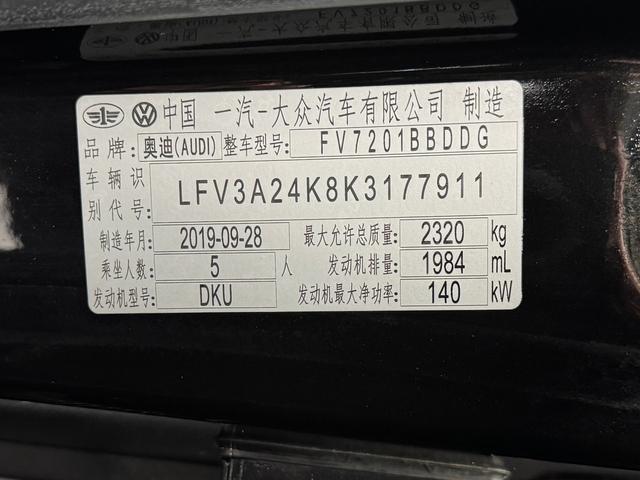 中国 一汽-大众汽车有限公司 制造
品牌: 奥迪(AUDI) 整车型号: FV7201BBDDG
车辆识别代号: LFV3A24K8K3177911
制造年月: 2019-09-28 最大允许总质量: 2320 kg
乘坐人数: 5 人 发动机排量: 1984 mL
发动机型号: DKU 发动机最大净功率: 140 kW